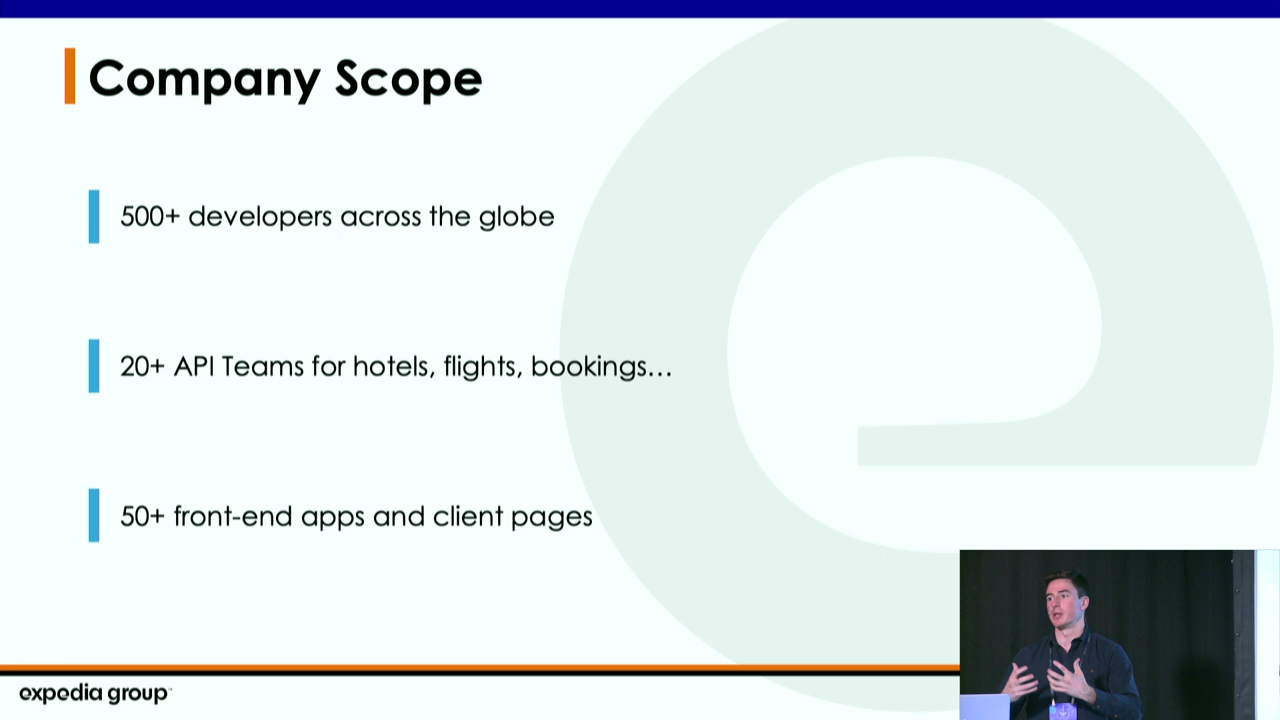 Company Scope
500+ developers across the globe
20+ API Teams for hotels, flights, bookings…
50+ front-end apps and client pages
expedia group™